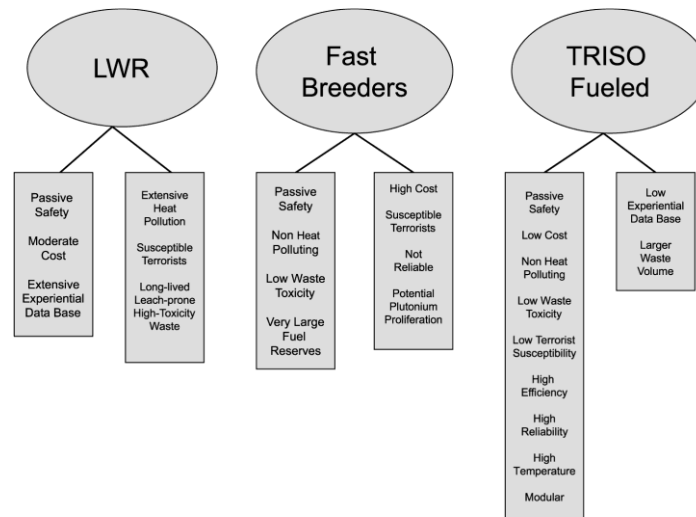 LWR
Fast
Breeders
TRISO
Fueled
Passive
Safety
Moderate
Cost
Extensive
Experiential
Data Base
Extensive
Heat
Pollution
Susceptible
Terrorists
Long-lived
Leach-prone
High-Toxicity
Waste
Passive
Safety
Non Heat
Polluting
Low Waste
Toxicity
Very Large
Fuel
Reserves
High Cost
Susceptible
Terrorists
Not
Reliable
Potential
Plutonium
Proliferation
Passive
Safety
Low Cost
Non Heat
Polluting
Low Waste
Toxicity
Low Terrorist
Susceptibility
High
Efficiency
High
Reliability
High
Temperature
Modular
Low
Experiential
Data Base
Larger
Waste
Volume